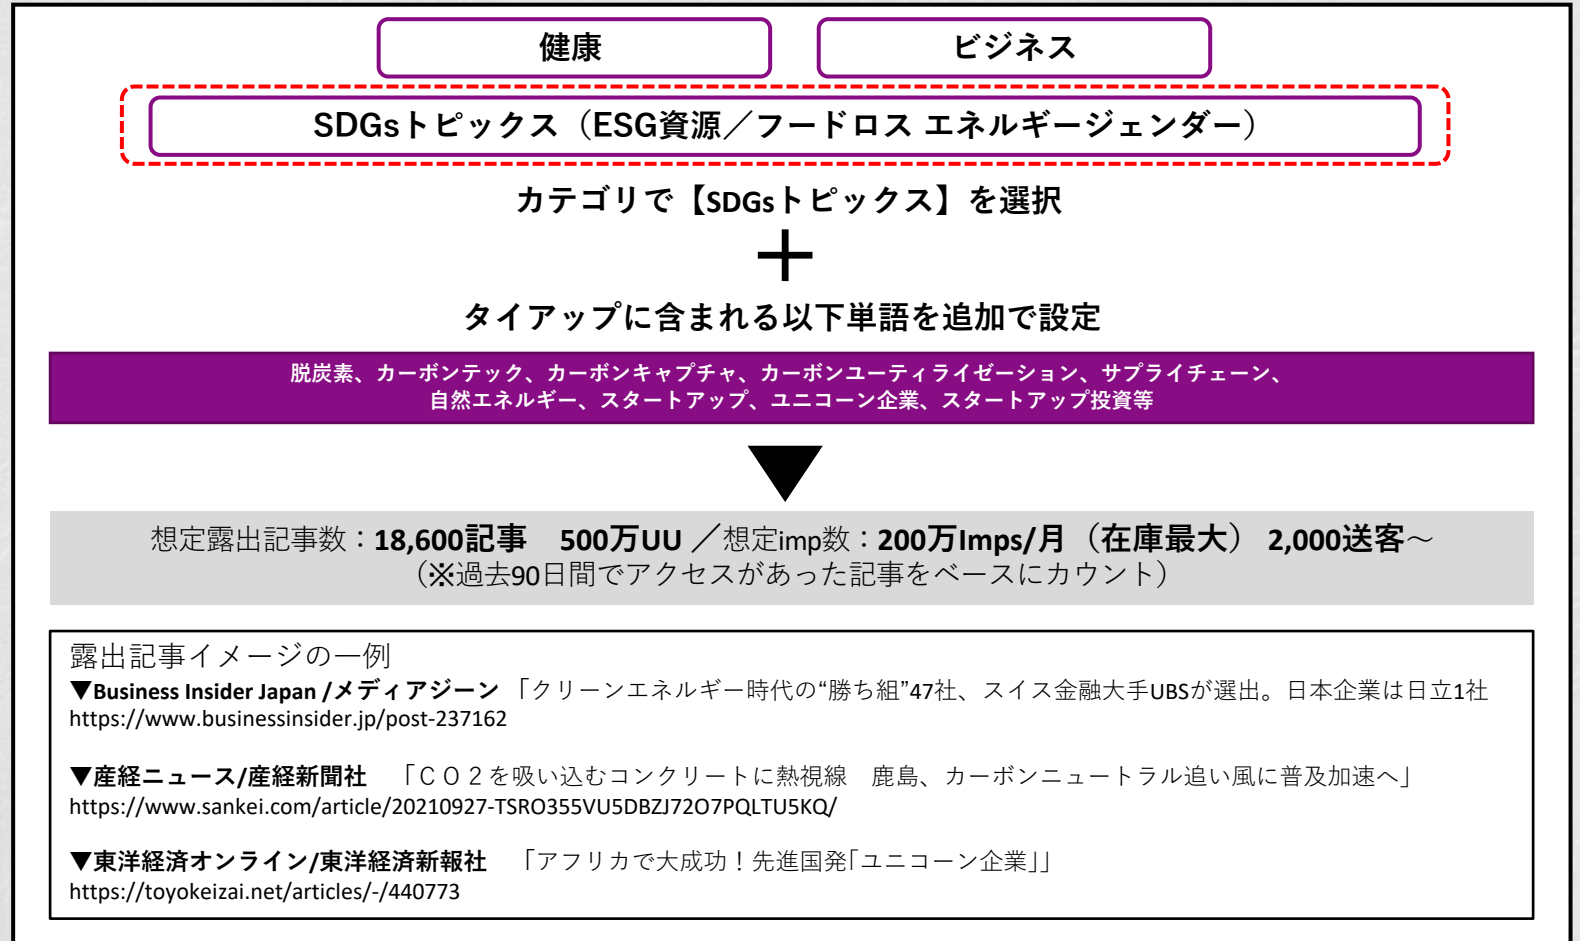 健康
ビジネス
SDGsトピックス（ESG資源／フードロス エネルギージェンダー）
カテゴリで【SDGsトピックス】を選択
＋
タイアップに含まれる以下単語を追加で設定
脱炭素、カーボンテック、カーボンキャプチャ、カーボンユーティライゼーション、サプライチェーン、
自然エネルギー、スタートアップ、ユニコーン企業、スタートアップ投資等
想定露出記事数：18,600記事　500万UU ／想定imp数：200万Imps/月（在庫最大） 2,000送客～
（※過去90日間でアクセスがあった記事をベースにカウント）
露出記事イメージの一例
▼Business Insider Japan /メディアジーン 「クリーンエネルギー時代の“勝ち組”47社、スイス金融大手UBSが選出。日本企業は日立1社
https://www.businessinsider.jp/post-237162
▼産経ニュース/産経新聞社　「ＣＯ２を吸い込むコンクリートに熱視線　鹿島、カーボンニュートラル追い風に普及加速へ」
https://www.sankei.com/article/20210927-TSRO355VU5DBZJ72O7PQLTU5KQ/
▼東洋経済オンライン/東洋経済新報社　「アフリカで大成功！先進国発｢ユニコーン企業｣」
https://toyokeizai.net/articles/-/440773